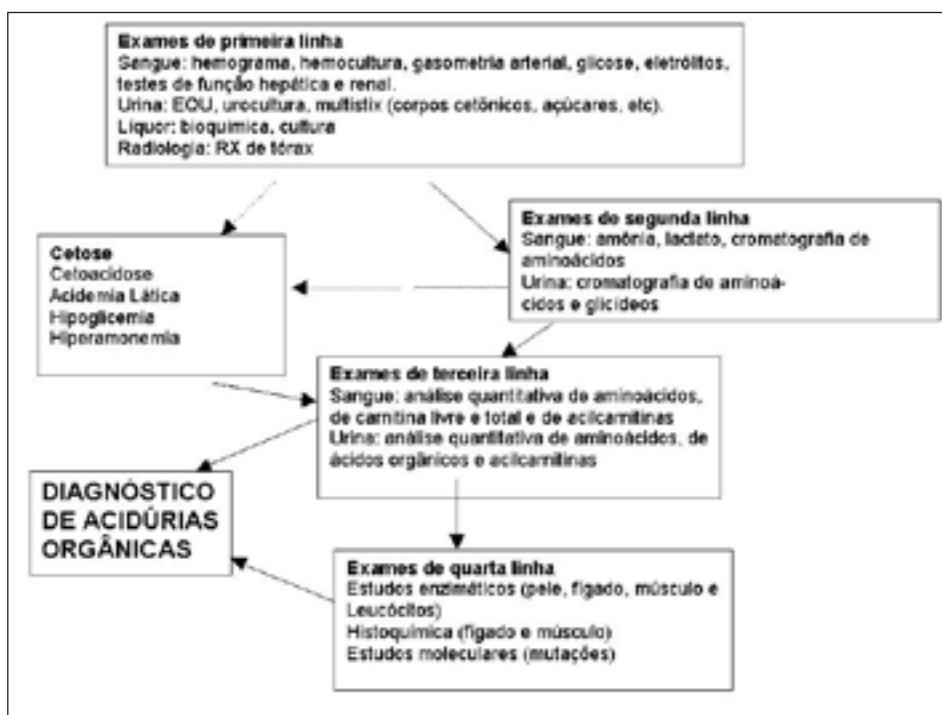 Exames de primeira linha
Sangue: hemograma, hemocultura, gasometria arterial, glicose, eletrólitos,
testes de função hepática e renal.
Urina: EQU, urocultura, multistix (corpos cetônicos, açúcares, etc).
Líquor: bioquímica, cultura
Radiologia: RX de tórax
Exames de segunda linha
Sangue: amônia, lactato, cromatografia de
aminoácidos
Urina: cromatografia de aminoá-
cidos e glicídeos
Cetose
Cetoacidose
Acidemia Lática
Hipoglicemia
Hiperamonemia
Exames de terceira linha
Sangue: análise quantitativa de aminoácidos,
de carnitina livre e total e de acilcarnitinas
Urina: análise quantitativa de aminoácidos, de
ácidos orgânicos e acilcarnitinas
DIAGNÓSTICO
DE ACIDÚRIAS
ORGÂNICAS
Exames de quarta linha
Estudos enzimáticos (pele, fígado, músculo e
Leucócitos)
Histoquímica (fígado e músculo)
Estudos moleculares (mutações)